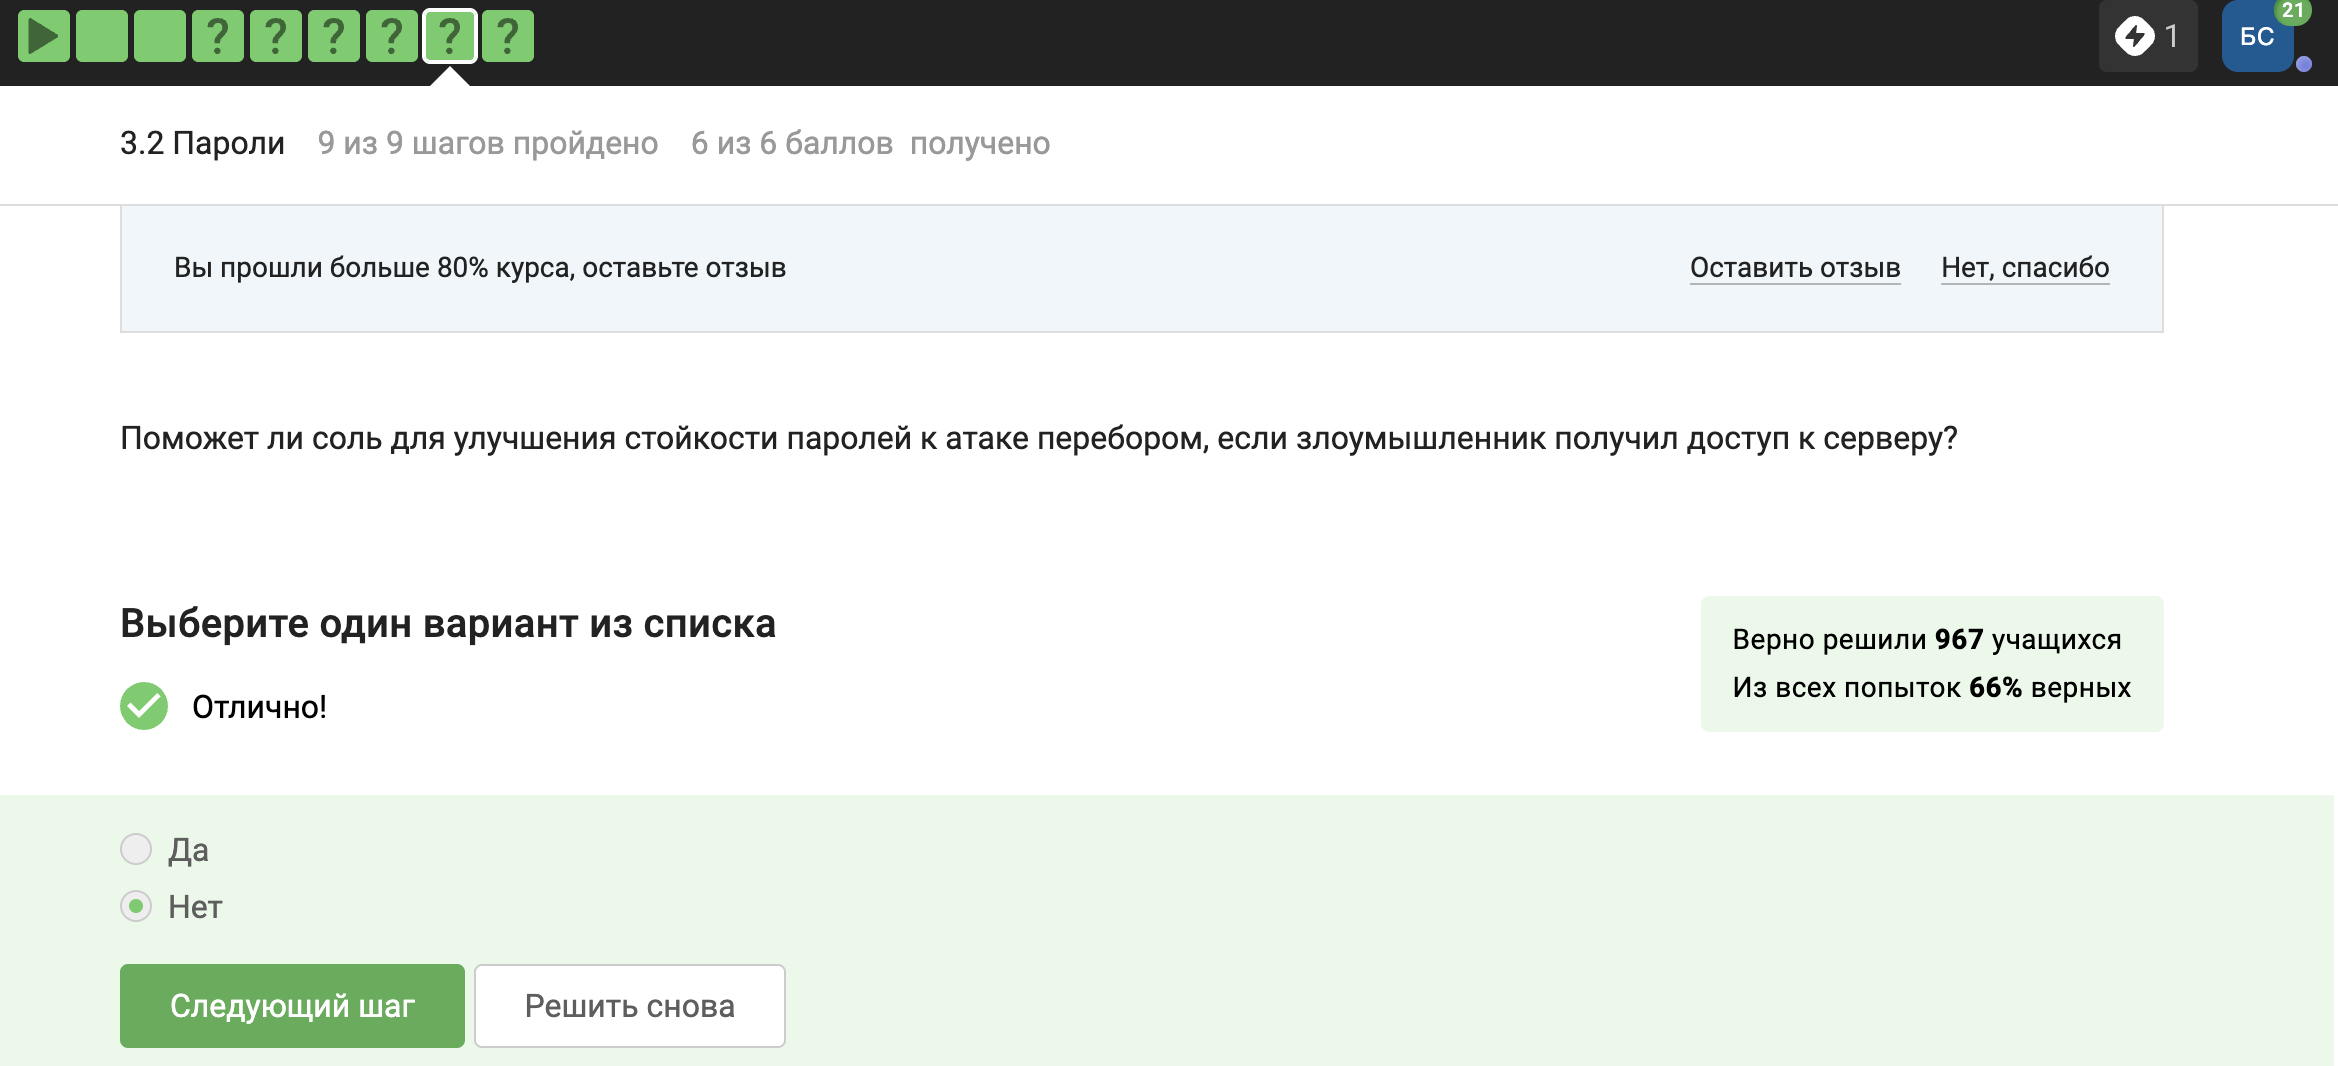 ? ? ? ? ? ?
1
БС
21
3.2 Пароли 9 из 9 шагов пройдено 6 из 6 баллов получено
Вы прошли больше 80% курса, оставьте отзыв
Оставить отзыв Нет, спасибо
Поможет ли соль для улучшения стойкости паролей к атаке перебором, если злоумышленник получил доступ к серверу?
Выберите один вариант из списка
Отлично!
Верно решили 967 учащихся
Из всех попыток 66% верных
Да
Нет
Следующий шаг Решить снова